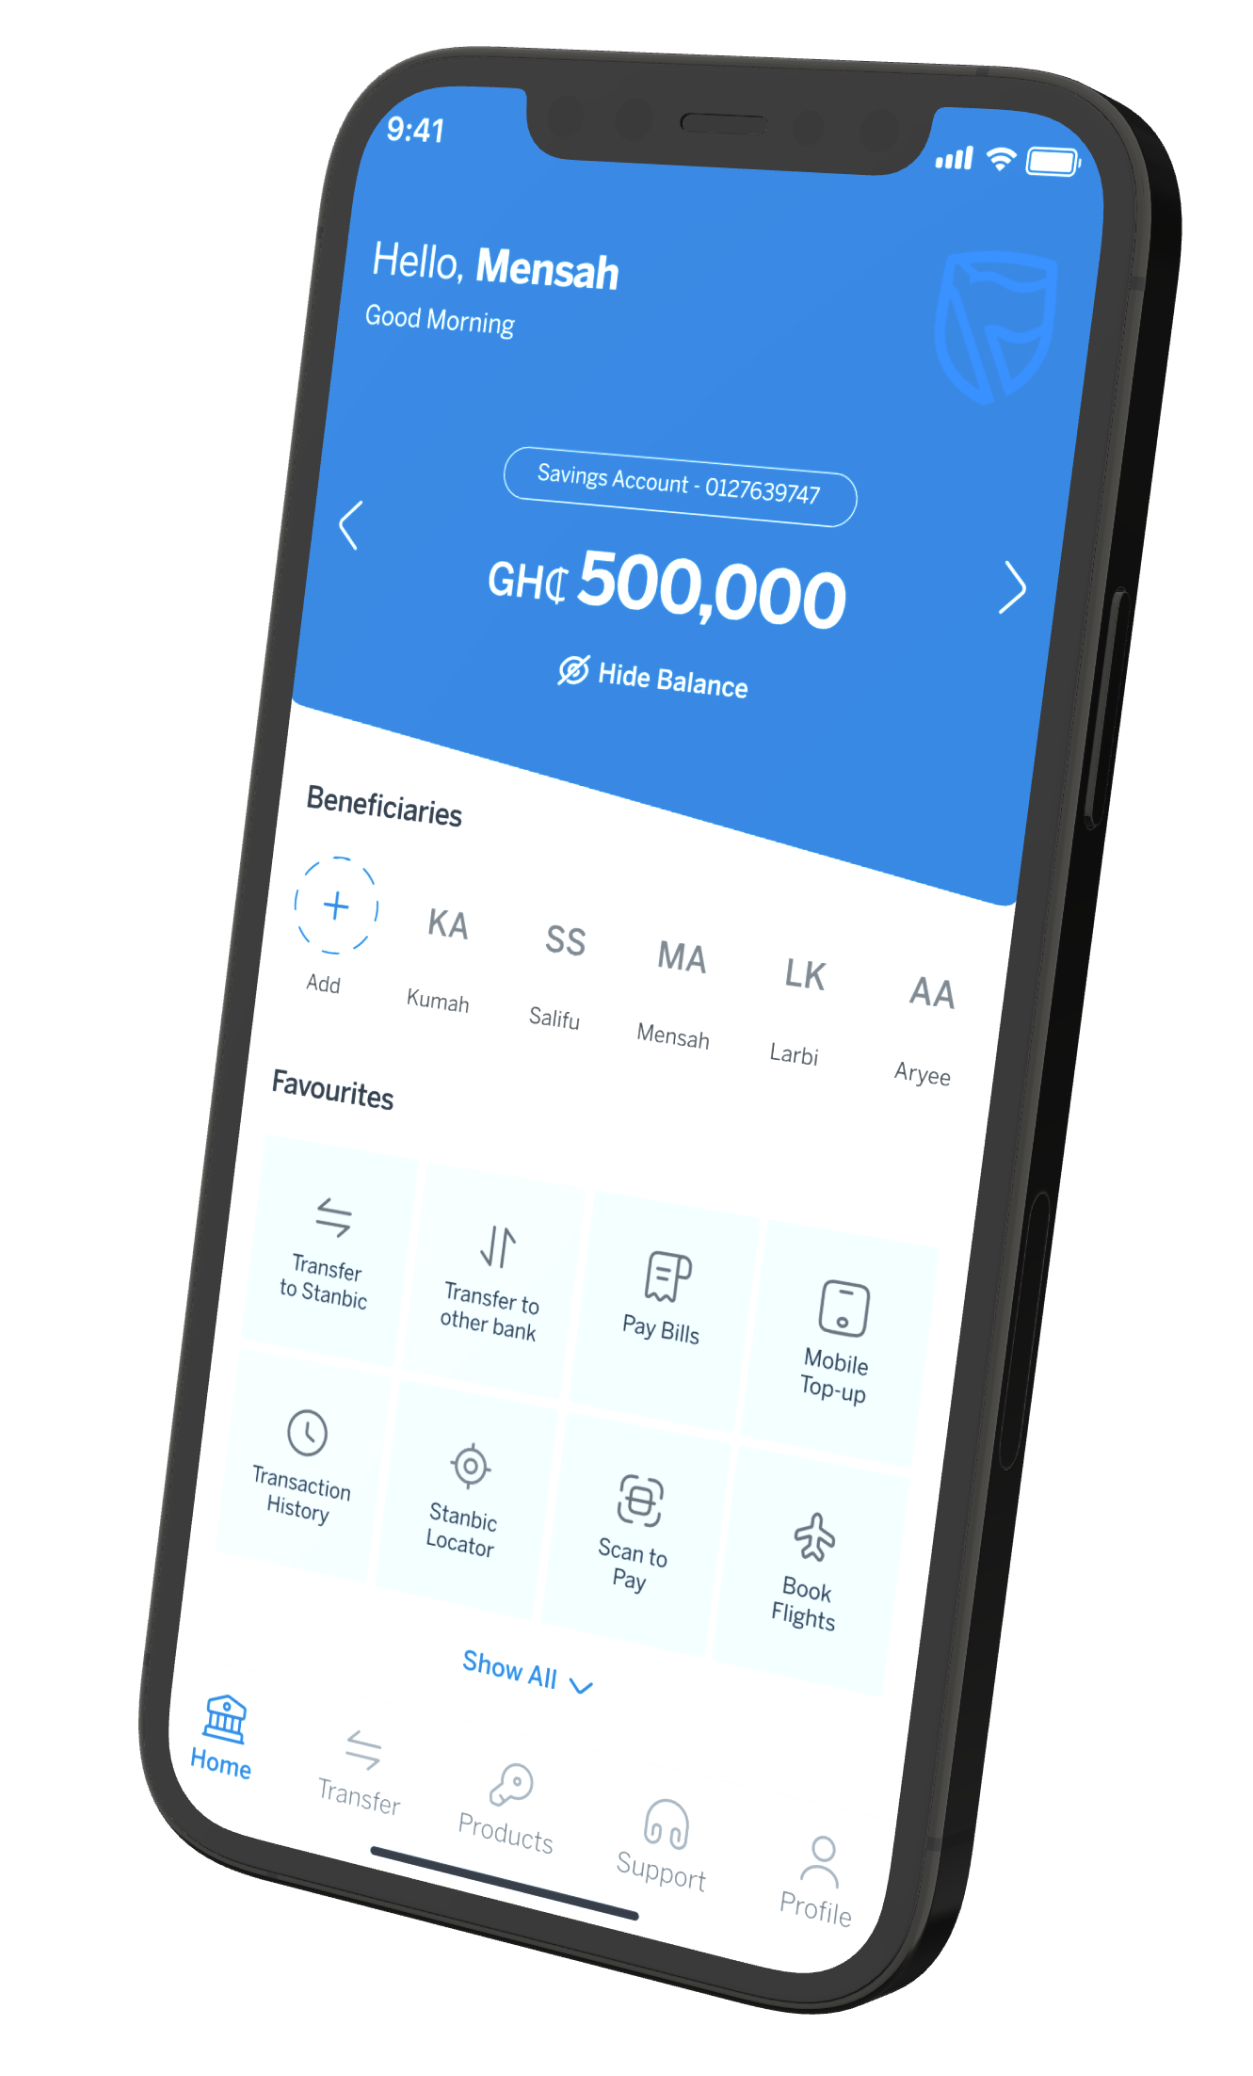 9:41
Hello, Mensah
Good Morning
Savings Account - 0127639747
GH₵ 500,000
Hide Balance
Beneficiaries
KA
SS
MA
LK
AA
Add
Kumah
Salifu
Mensah
Larbi
Aryee
Favourites
Transfer
to Stanbic
Transfer to
other bank
Pay Bills
Mobile
Top-up
Transaction
History
Stanbic
Locator
Scan to
Pay
Book
Flights
Show All
Home
Transfer
Products
Support
Profile